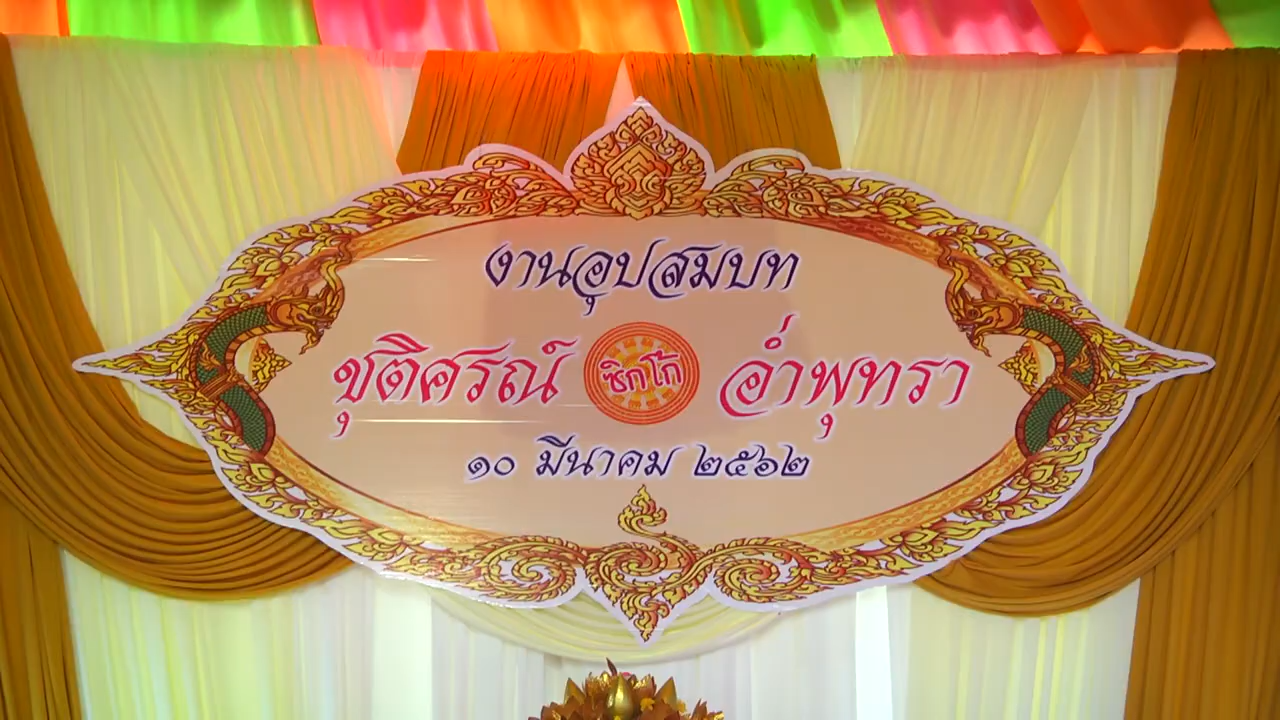 งานอุปสมบท
ชุติศรณ์ ซิกโก้ อ่ำพุทรา
๑๐ มีนาคม ๒๕๖๒